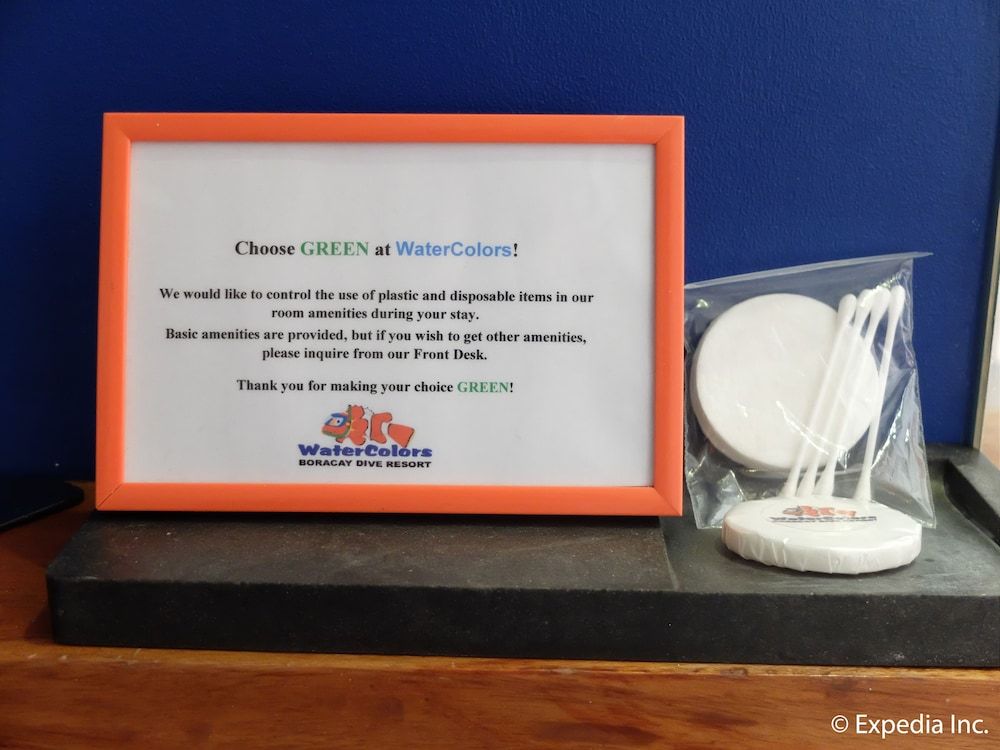 Choose GREEN at WaterColors!
We would like to control the use of plastic and disposable items in our
room amenities during your stay.
Basic amenities are provided, but if you wish to get other amenities,
please inquire from our Front Desk.
Thank you for making your choice GREEN!
WaterColors
BORACAY DIVE RESORT
WaterColors
© Expedia Inc.